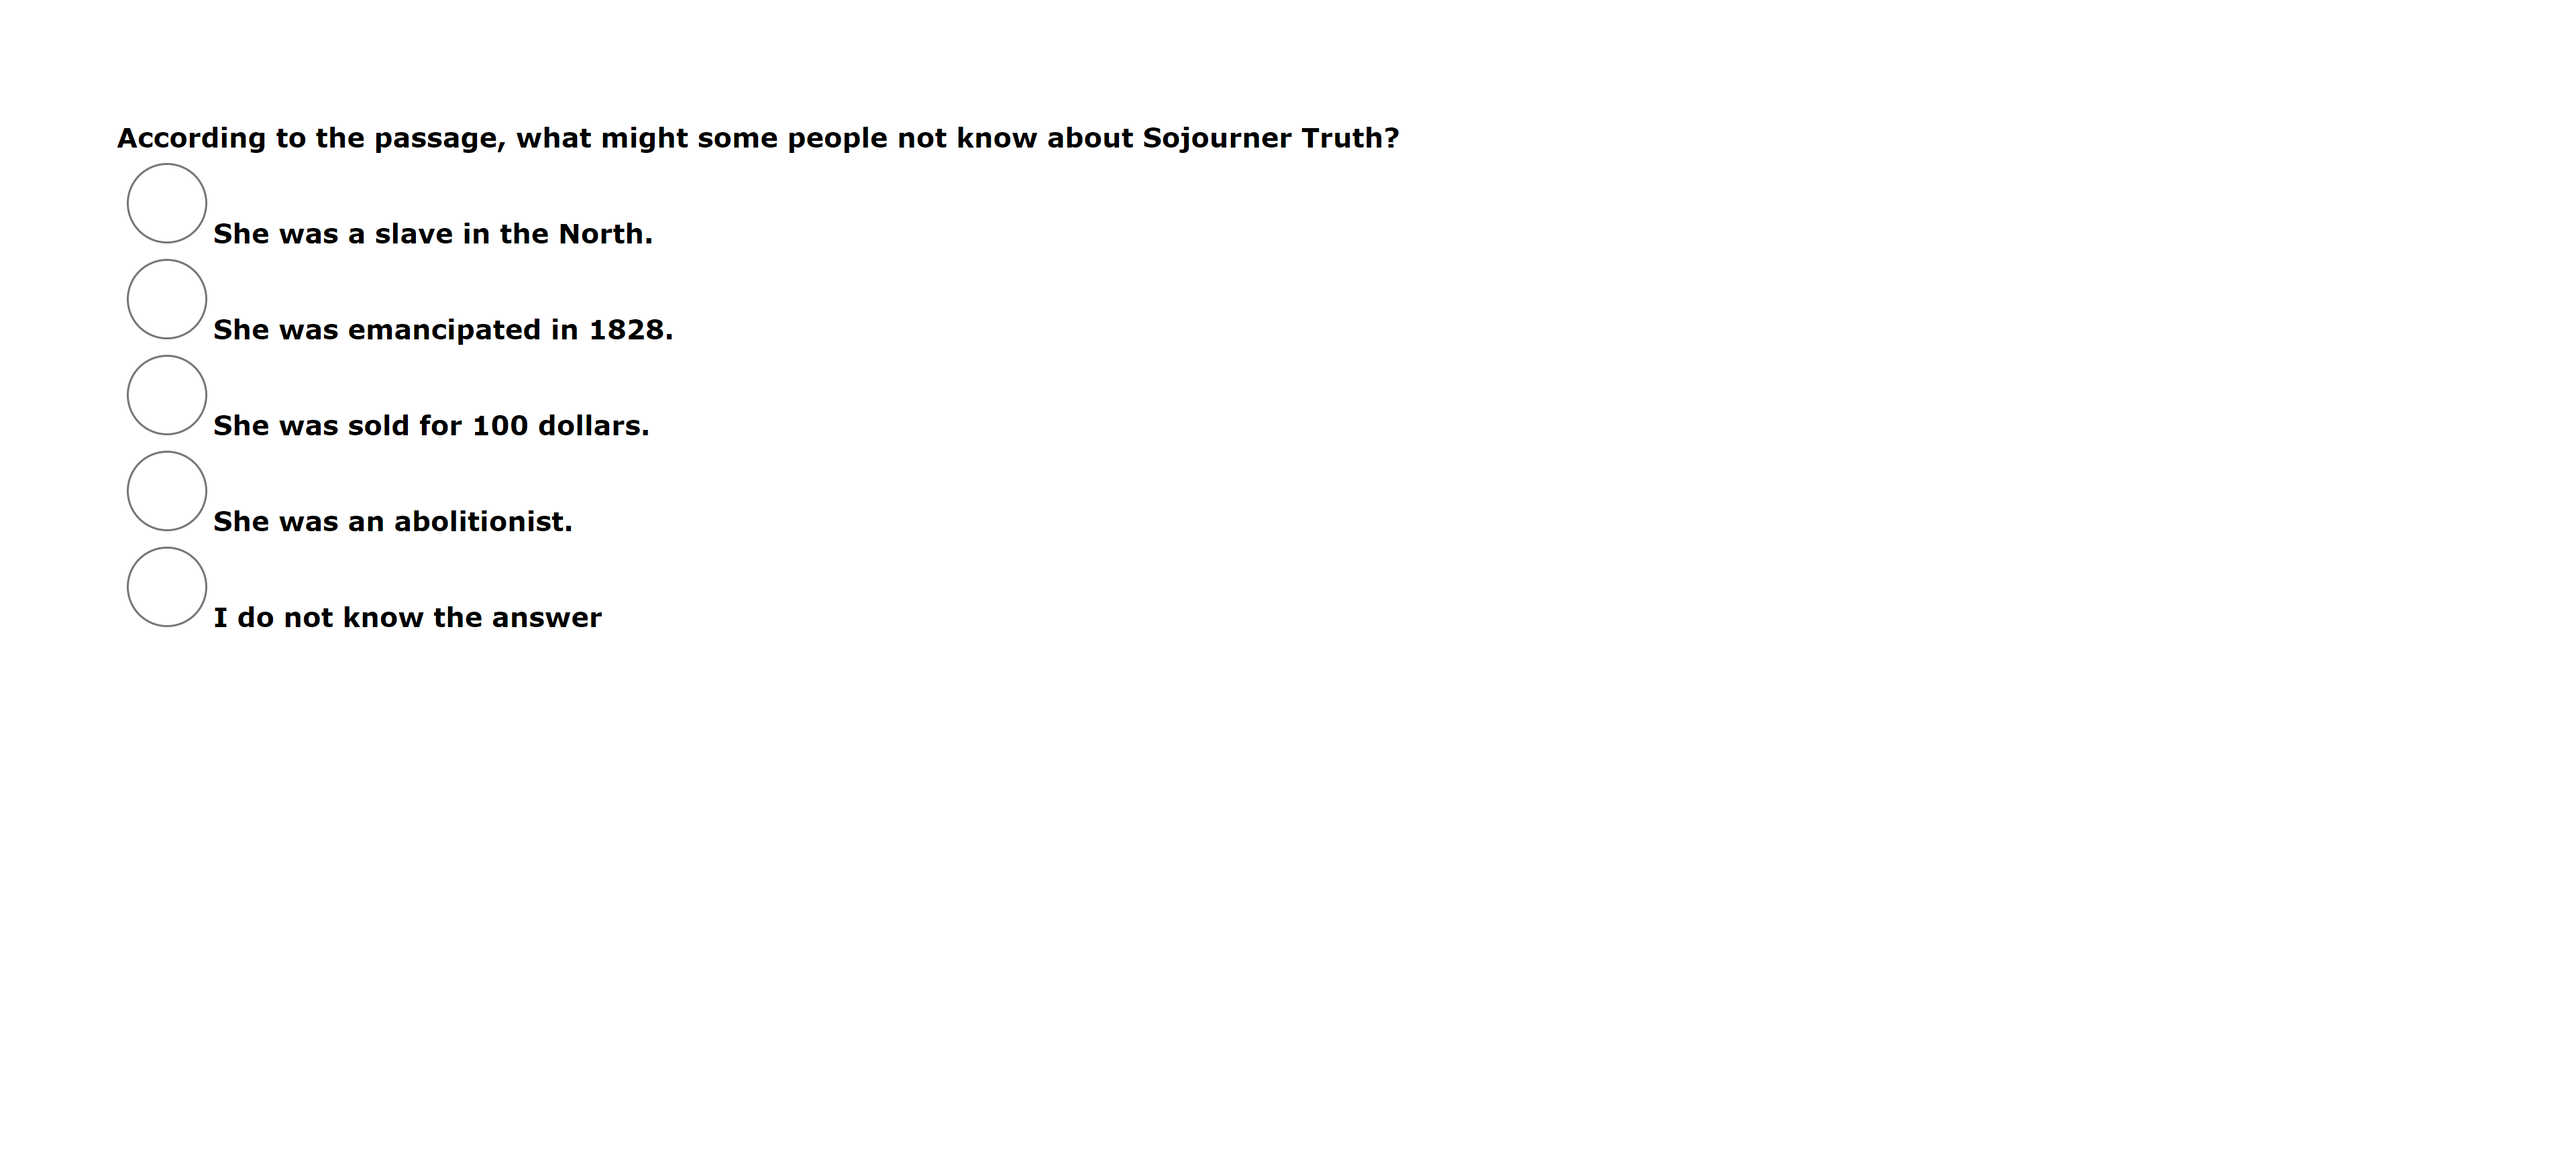 According to the passage, what might some people not know about Sojourner Truth?
She was a slave in the North.
She was emancipated in 1828.
She was sold for 100 dollars.
She was an abolitionist.
I do not know the answer